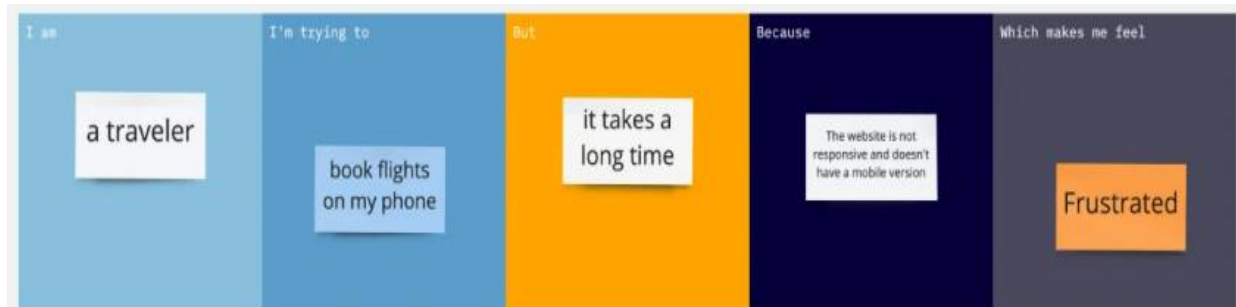 I am
a traveler
I'm trying to
book flights
on my phone
But
it takes a
long time
Because
The website is not
responsive and doesn't
have a mobile version
Which makes me feel
Frustrated